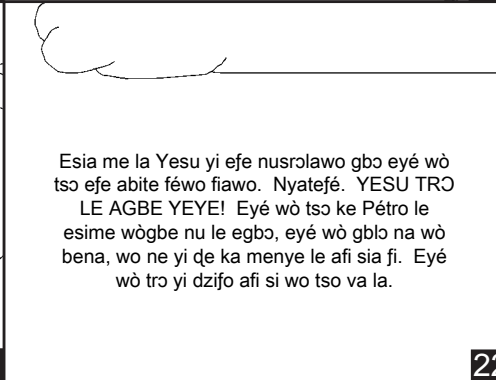 Esia me la Yesu yi eƒe nusrɔlawo gbɔ eyé wò
tsɔ eƒe abite féwo fiawo.  Nyateƒé.  YESU TRƆ
LE AGBE YEYE!  Eyé wò tsɔ ke Pétro le
esime wògbe nu le egbɔ, eyé wò gblɔ na wò
bena, wo ne yi ɖe ka menye le afi sia ƒi.  Eyé
wò trɔ yi dziƒo afi si wo tso va la.
22